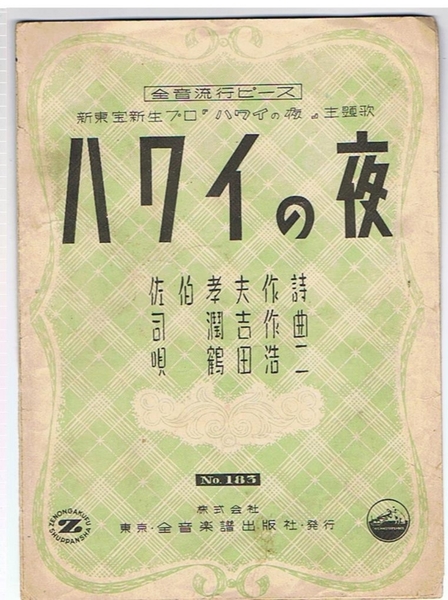 全音流行ピース
新東宝新生プロ『ハワイの夜』主題歌
ハワイの夜
佐伯孝夫作詩
司潤吉作曲
唄 鶴田浩二
No.183
株式会社
東京・全音楽譜出版社・発行
ZENONGAKUFU
Z
SHUPPANSHA